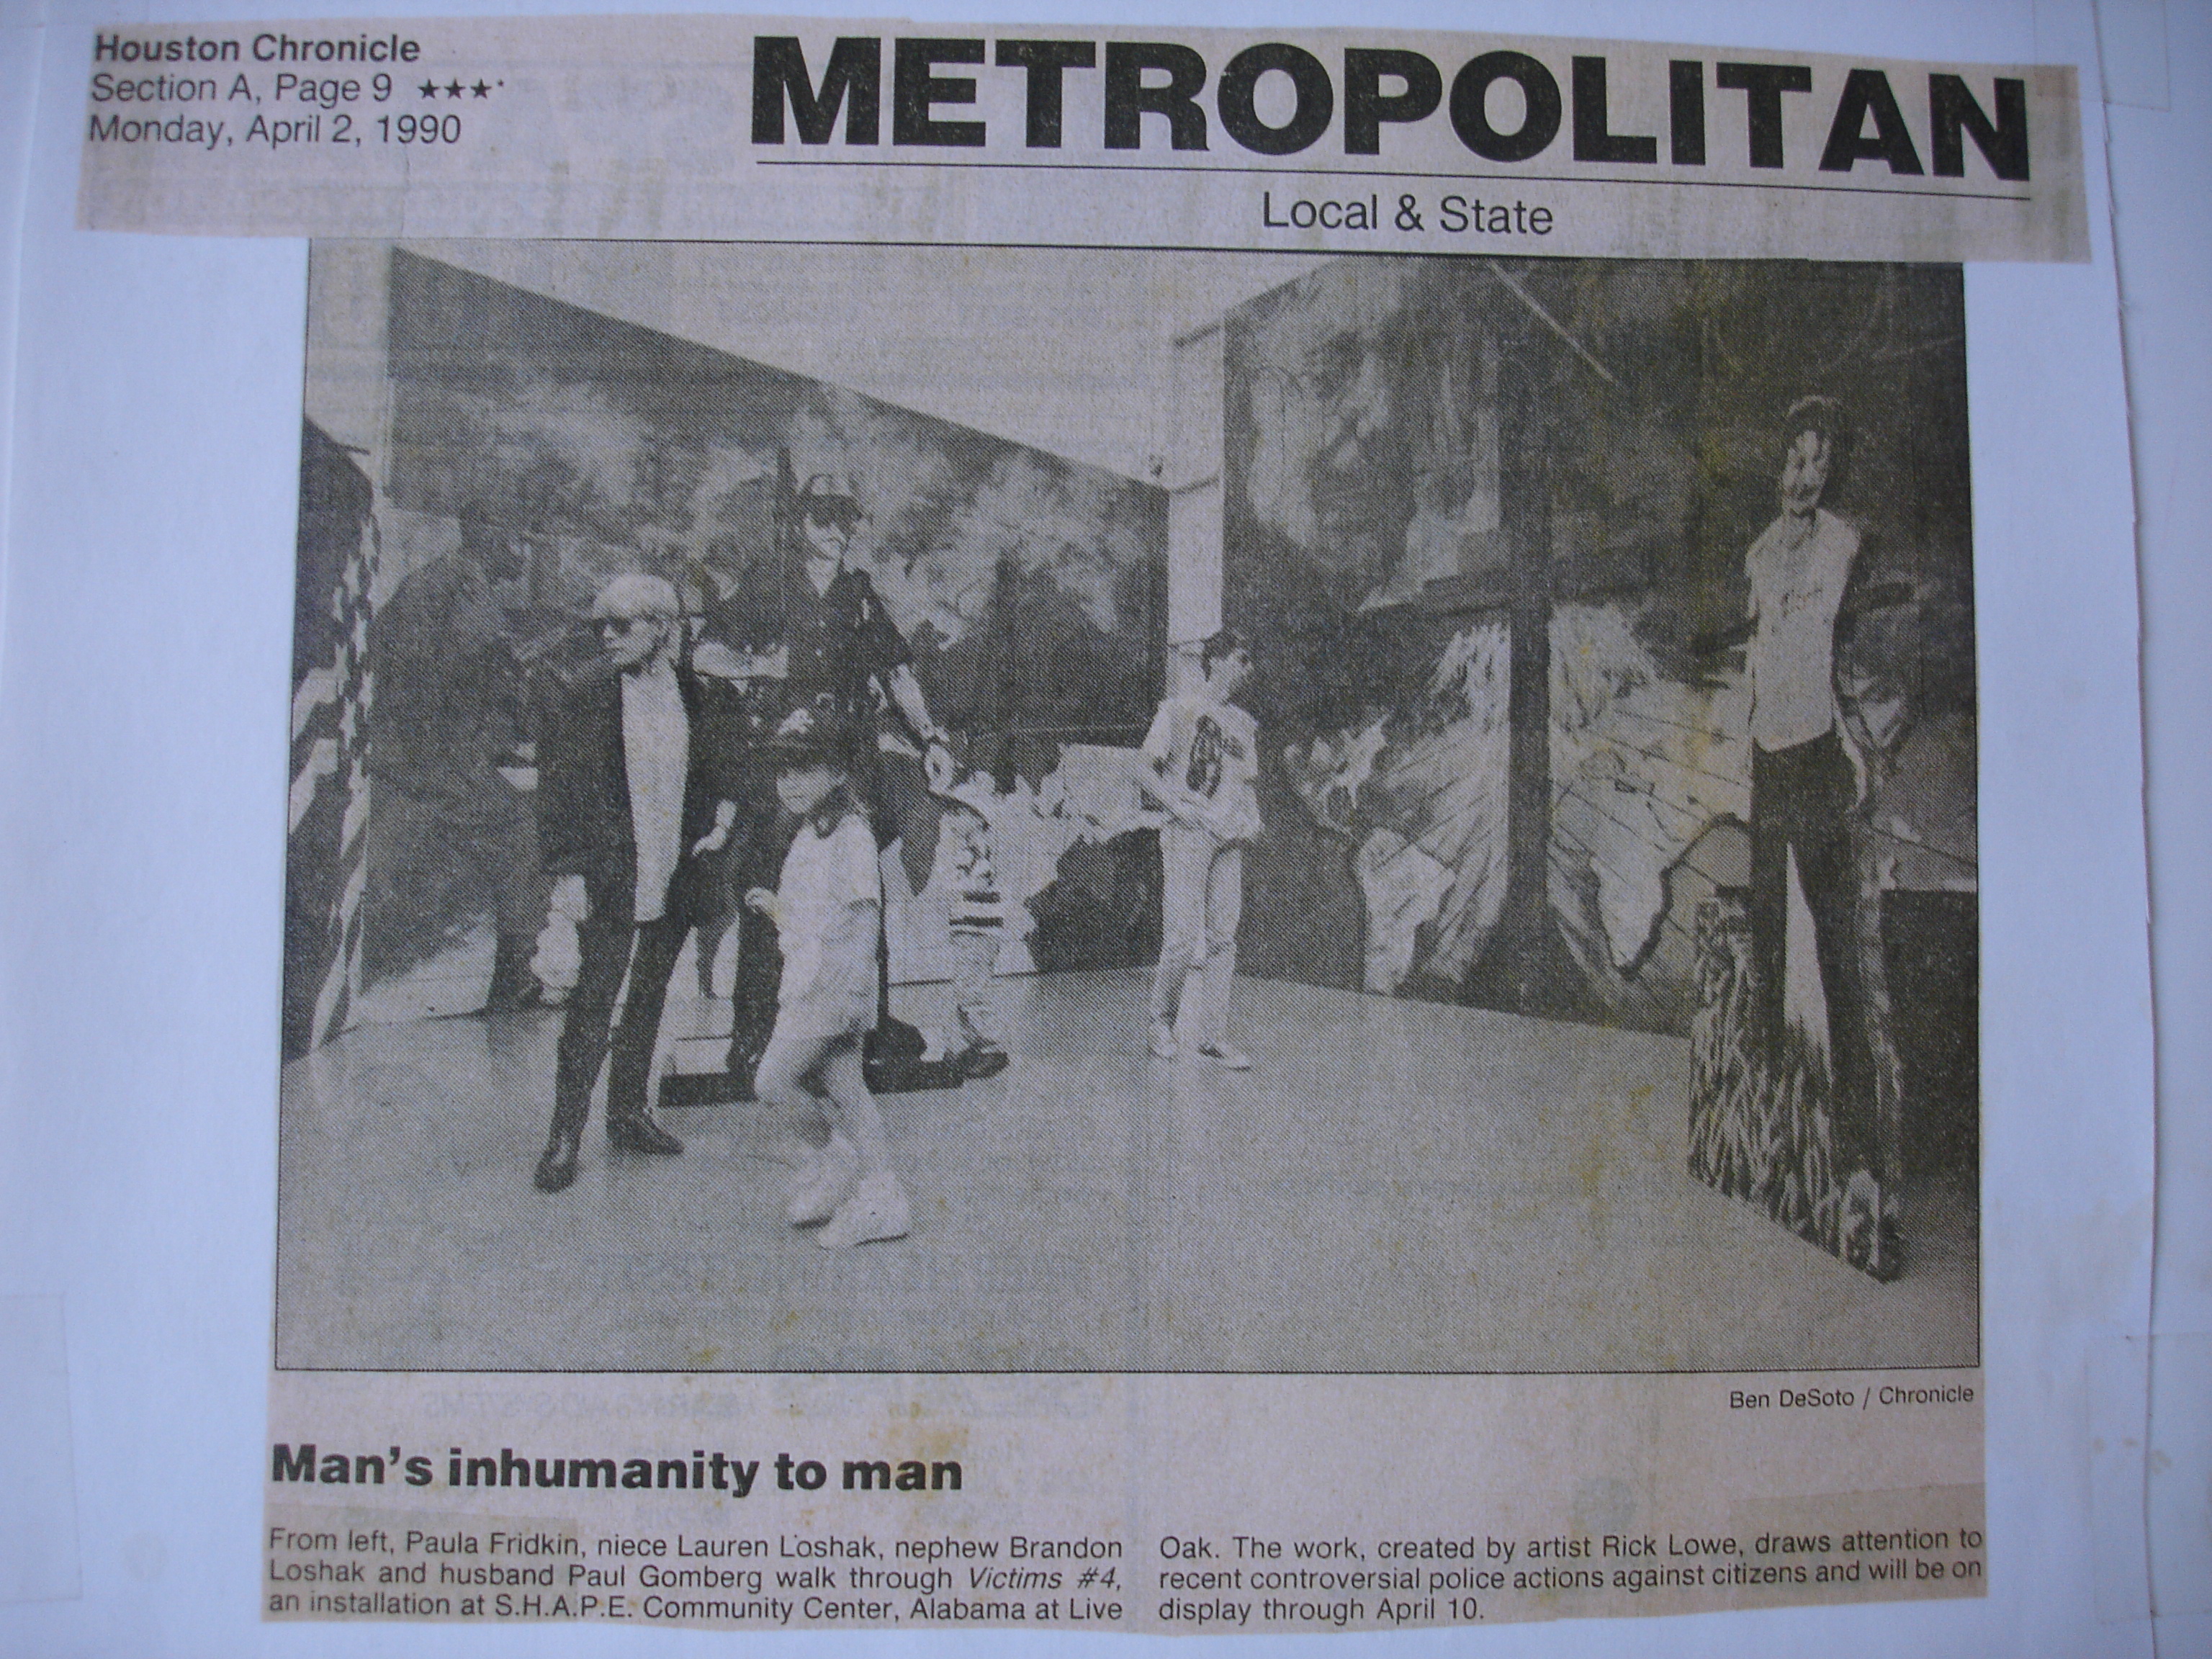 Houston Chronicle
Section A, Page 9 ★★★★
Monday, April 2, 1990
METROPOLITAN
Local & State
Ben DeSoto / Chronicle
Man's inhumanity to man
From left, Paula Fridkin, niece Lauren Loshak, nephew Brandon
Loshak and husband Paul Gomberg walk through Victims #4,
an installation at S.H.A.P.E. Community Center, Alabama at Live
Oak. The work, created by artist Rick Lowe, draws attention to
recent controversial police actions against citizens and will be on
display through April 10.